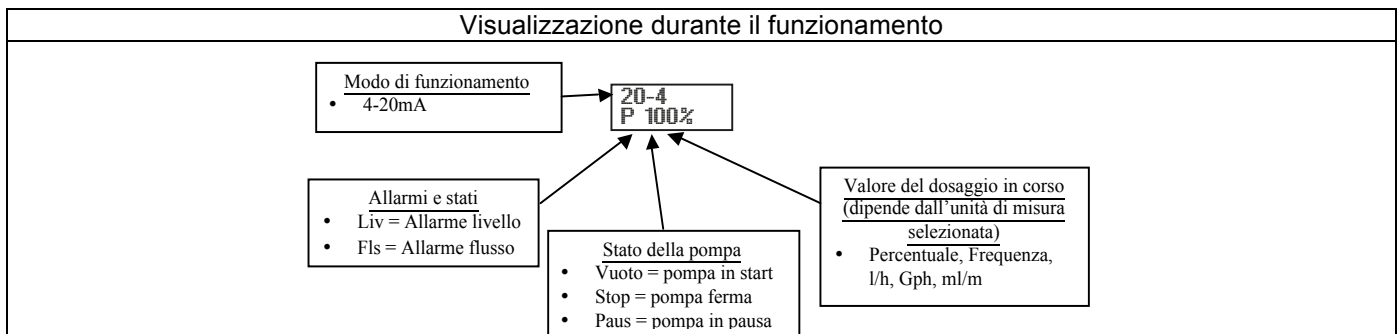 Visualizzazione durante il funzionamento
Modo di funzionamento
• 4-20mA
20-4
P 100%
Allarmi e stati
• Liv = Allarme livello
• Fls = Allarme flusso
Stato della pompa
• Vuoto = pompa in start
• Stop = pompa ferma
• Paus = pompa in pausa
Valore del dosaggio in corso
(dipende dall'unità di misura
selezionata)
• Percentuale, Frequenza,
l/h, Gph, ml/m